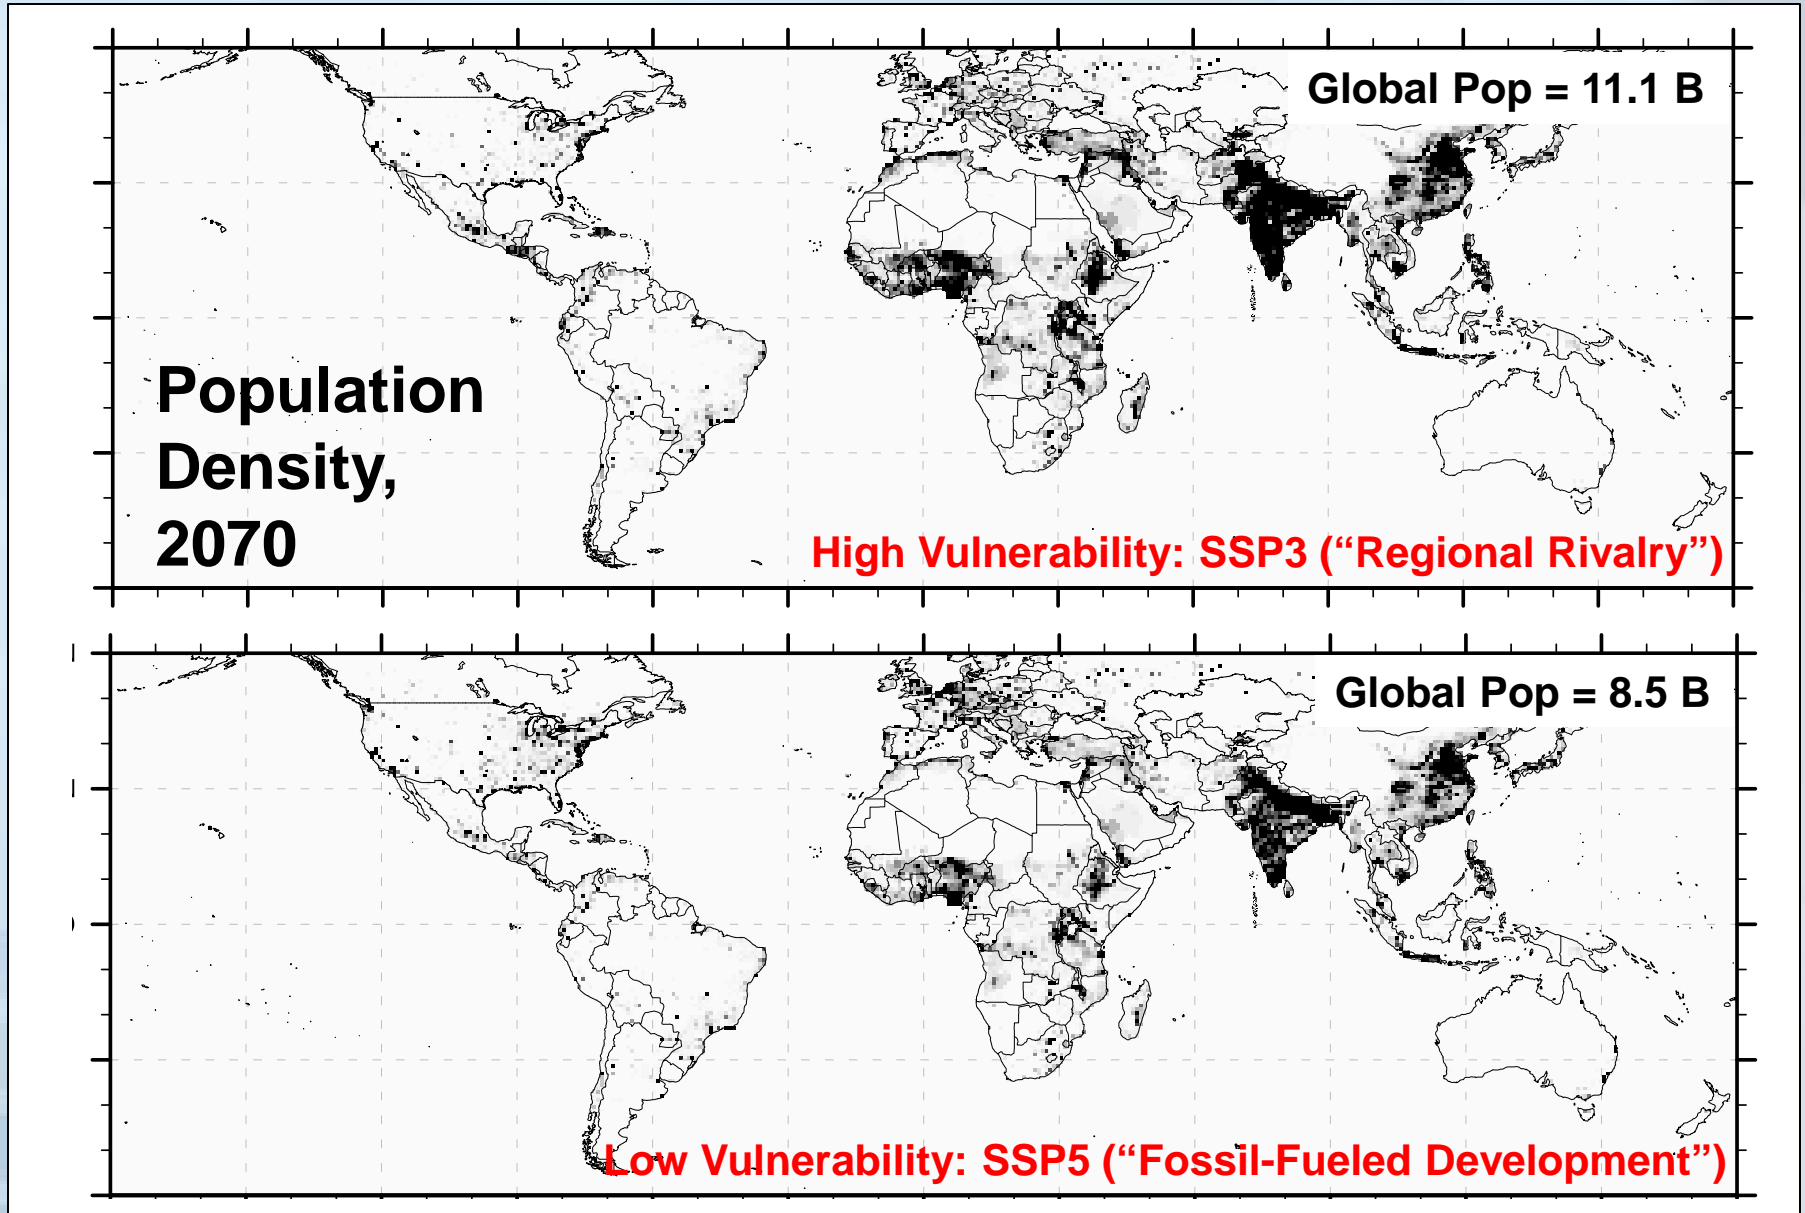 Global Pop = 11.1 B
Population
Density,
2070
High Vulnerability: SSP3 (“Regional Rivalry”)
Global Pop = 8.5 B
Low Vulnerability: SSP5 (“Fossil-Fueled Development”)